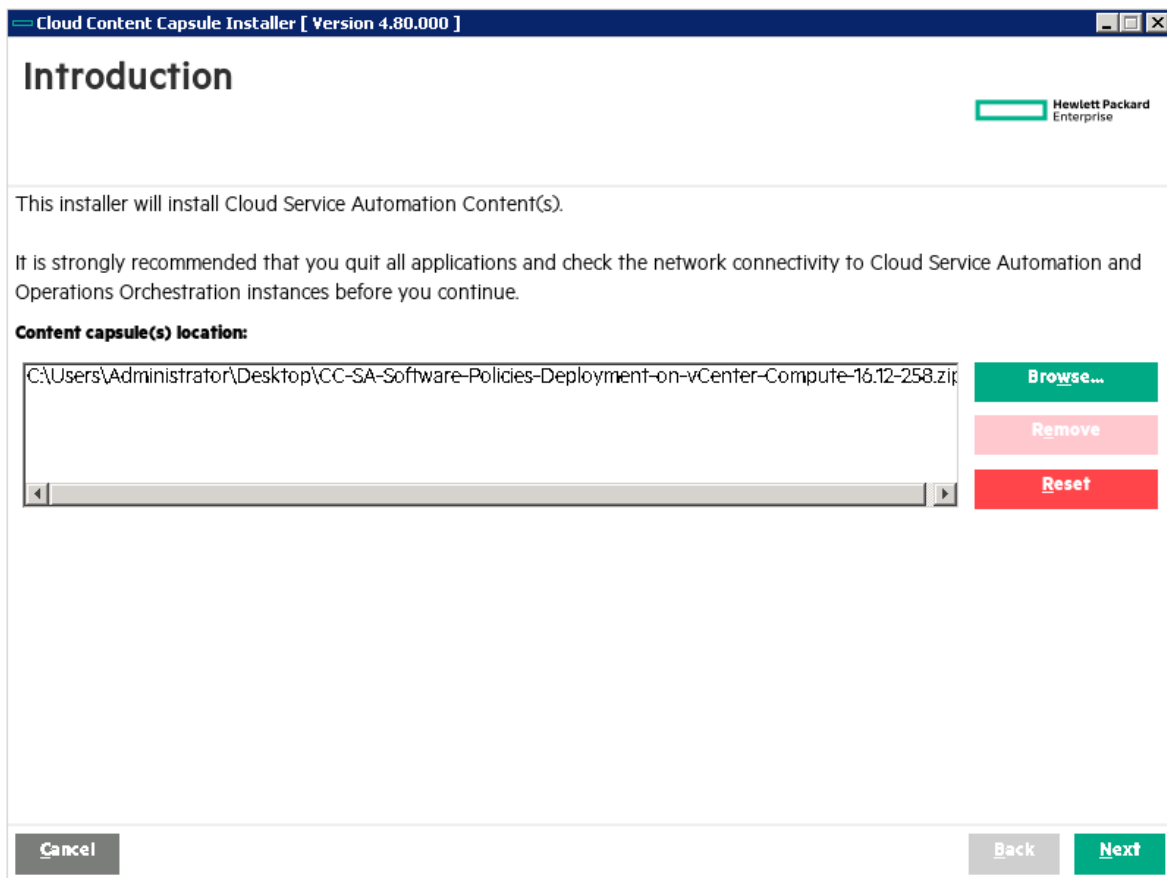 Cloud Content Capsule Installer [ Version 4.80.000 ]
Introduction
Hewlett Packard
Enterprise
This installer will install Cloud Service Automation Content(s).
It is strongly recommended that you quit all applications and check the network connectivity to Cloud Service Automation and
Operations Orchestration instances before you continue.
Content capsule(s) location:
C:\Users\Administrator\Desktop\CC-SA-Software-Policies-Deployment-on-vCenter-Compute-16.12-258.zip
Browse...
Remove
Reset
Cancel
Back
Next